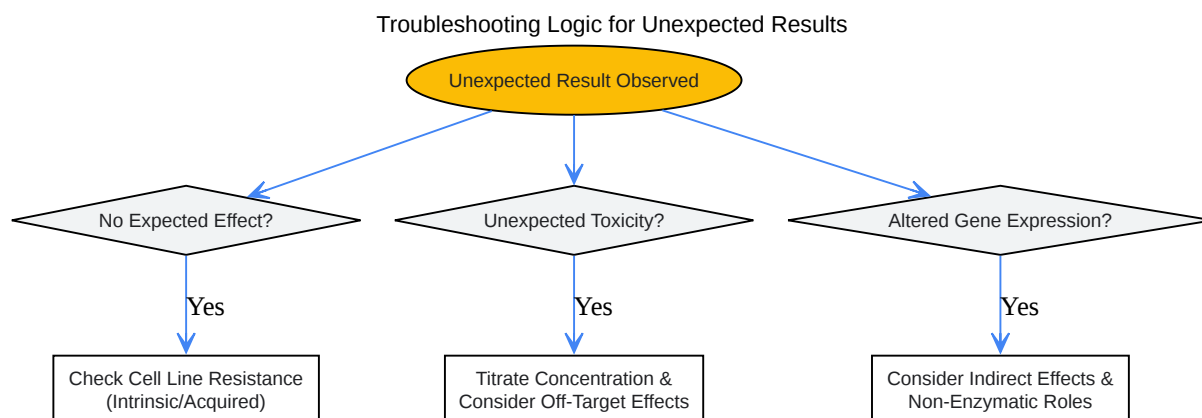 Troubleshooting Logic for Unexpected Results
Unexpected Result Observed
No Expected Effect?
Unexpected Toxicity?
Altered Gene Expression?
Yes
Yes
Yes
Check Cell Line Resistance
(Intrinsic/Acquired)
Titrate Concentration &
Consider Off-Target Effects
Consider Indirect Effects &
Non-Enzymatic Roles